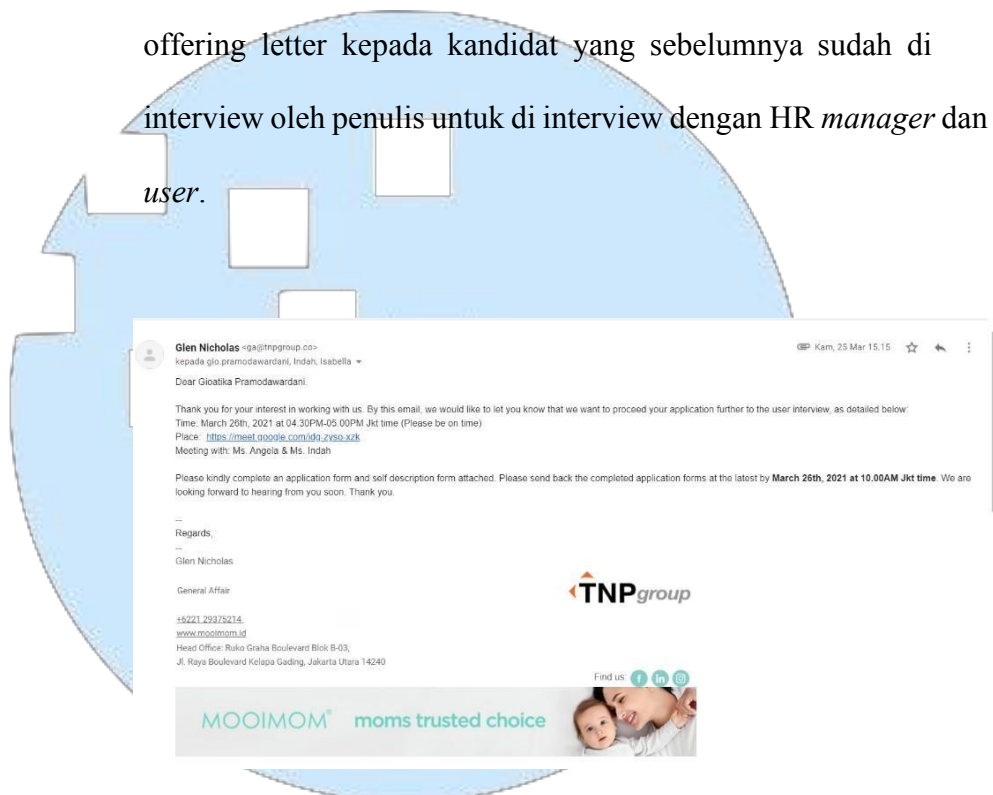 offering letter kepada kandidat yang sebelumnya sudah di
interview oleh penulis untuk di interview dengan HR manager dan
user.
Glen Nicholas <ga@tnpgroup.co>
Kam, 25 Mar 15.15
kepada glo.pramodawardani, Indah, Isabella
Dear Gioatika Pramodawardani.
Thank you for your interest in working with us. By this email, we would like to let you know that we want to proceed your application further to the user interview, as detailed below:
Time: March 26th, 2021 at 04.30PM-05.00PM Jkt time (Please be on time)
Place: https://meet.google.com/idg-zyso-xzk
Meeting with: Ms. Angela & Ms. Indah
Please kindly complete an application form and self description form attached. Please send back the completed application forms at the latest by March 26th, 2021 at 10.00AM Jkt time. We are
looking forward to hearing from you soon. Thank you.
--
Regards,
--
Glen Nicholas
General Affair
TNPgroup
+6221 29375214
www.mooimom.id
Head Office: Ruko Graha Boulevard Blok B-03,
Jl. Raya Boulevard Kelapa Gading, Jakarta Utara 14240
Find us:
MOOIMOM® moms trusted choice